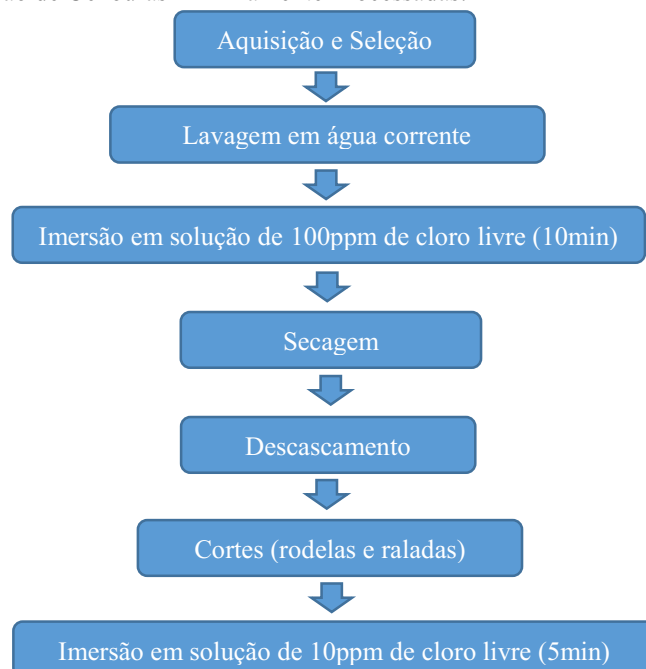 Aquisição e Seleção
Lavagem em água corrente
Imersão em solução de 100ppm de cloro livre (10min)
Secagem
Descascamento
Cortes (rodelas e raladas)
Imersão em solução de 10ppm de cloro livre (5min)